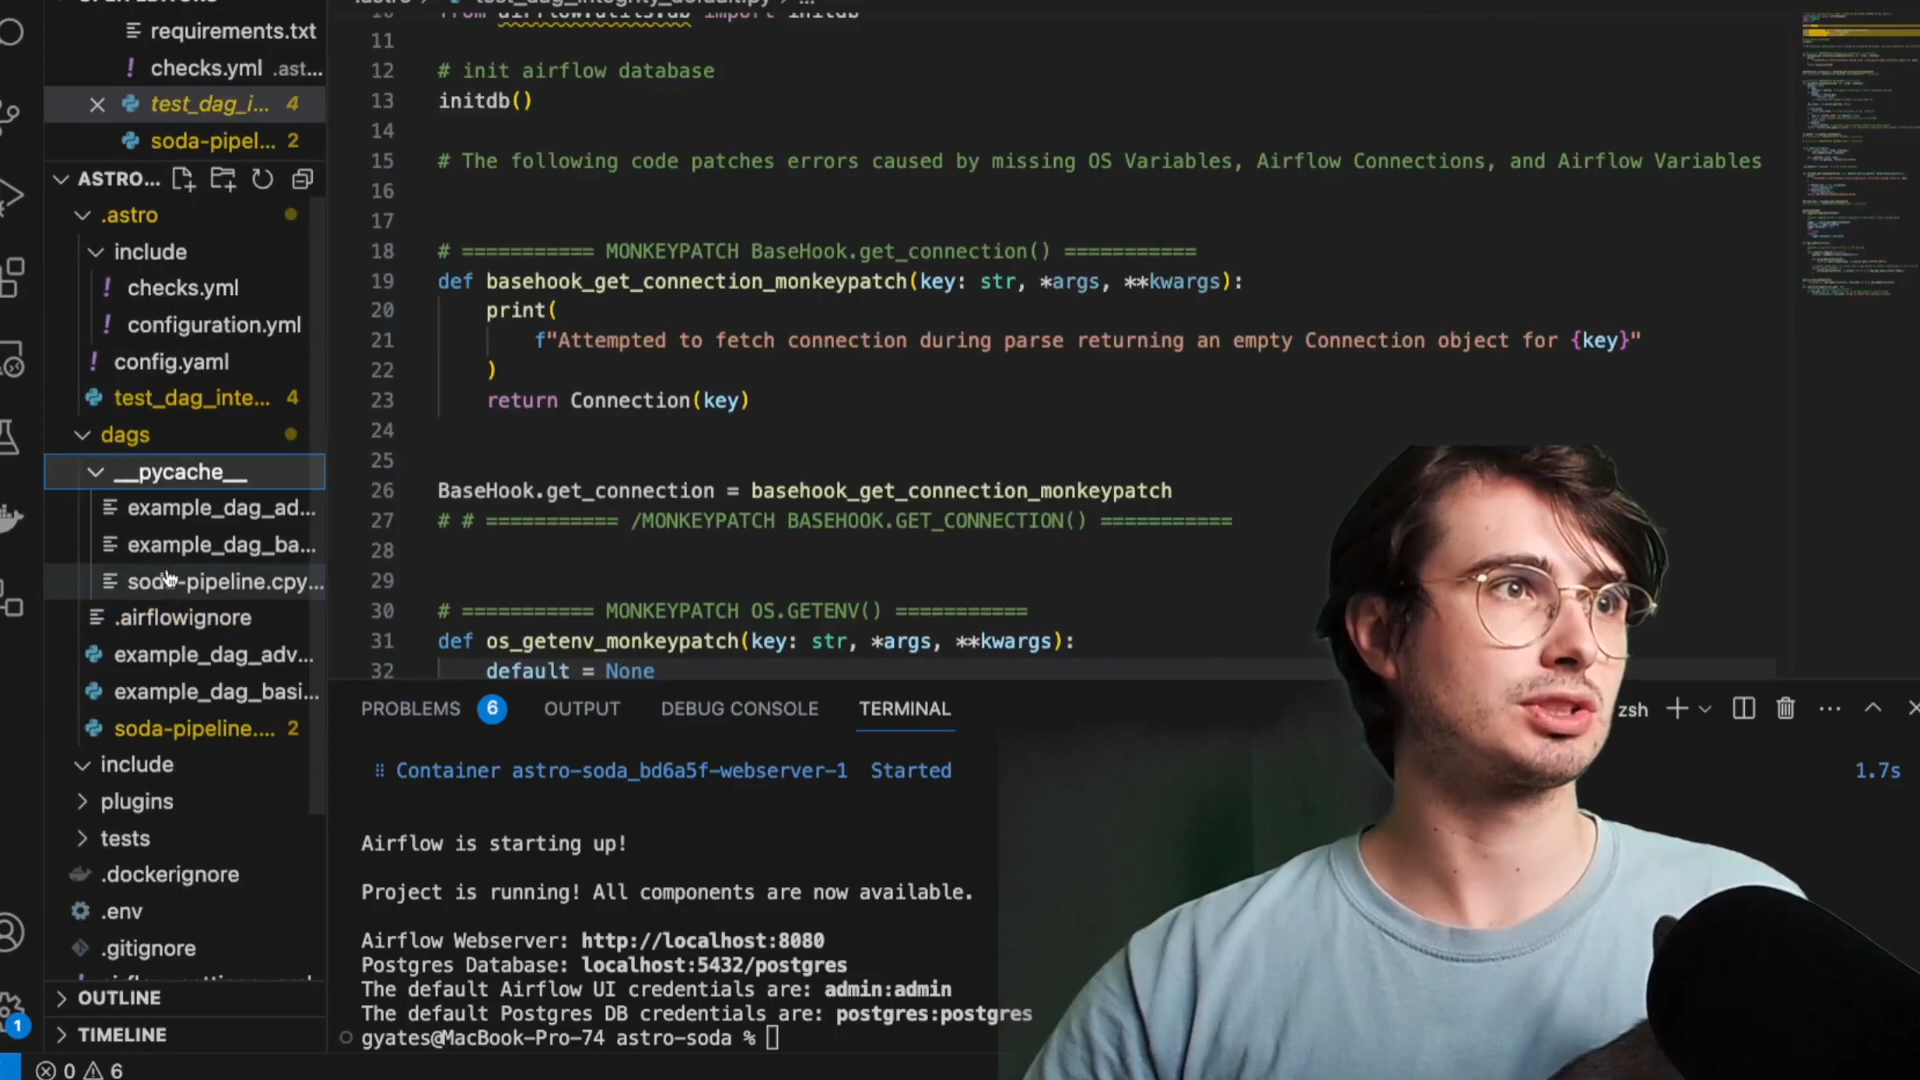 requirements.txt
checks.yml .ast...
test_dag_i... 4
soda-pipel... 2
ASTRO...
.astro
include
checks.yml
configuration.yml
config.yaml
test_dag_inte... 4
dags
__pycache__
example_dag_ad...
example_dag_ba...
soda-pipeline.cpy...
.airflowignore
example_dag_adv...
example_dag_basi...
soda-pipeline.... 2
include
plugins
tests
.dockerignore
.env
.gitignore
OUTLINE
TIMELINE
1
0 6
11
12 # init airflow database
13 initdb()
14
15 # The following code patches errors caused by missing OS Variables, Airflow Connections, and Airflow Variables
16
17
18 # =========== MONKEYPATCH BaseHook.get_connection() ===========
19 def basehook_get_connection_monkeypatch(key: str, *args, **kwargs):
20 print(
21 f"Attempted to fetch connection during parse returning an empty Connection object for {key}"
22 )
23 return Connection(key)
24
25
26 BaseHook.get_connection = basehook_get_connection_monkeypatch
27 # # =========== /MONKEYPATCH BASEHOOK.GET_CONNECTION() ===========
28
29
30 # =========== MONKEYPATCH OS.GETENV() ===========
31 def os_getenv_monkeypatch(key: str, *args, **kwargs):
32 default = None
PROBLEMS 6 OUTPUT DEBUG CONSOLE TERMINAL zsh
Container astro-soda_bd6a5f-webserver-1 Started 1.7s
Airflow is starting up!
Project is running! All components are now available.
Airflow Webserver: http://localhost:8080
Postgres Database: localhost:5432/postgres
The default Airflow UI credentials are: admin:admin
The default Postgres DB credentials are: postgres:postgres
gyates@MacBook-Pro-74 astro-soda %